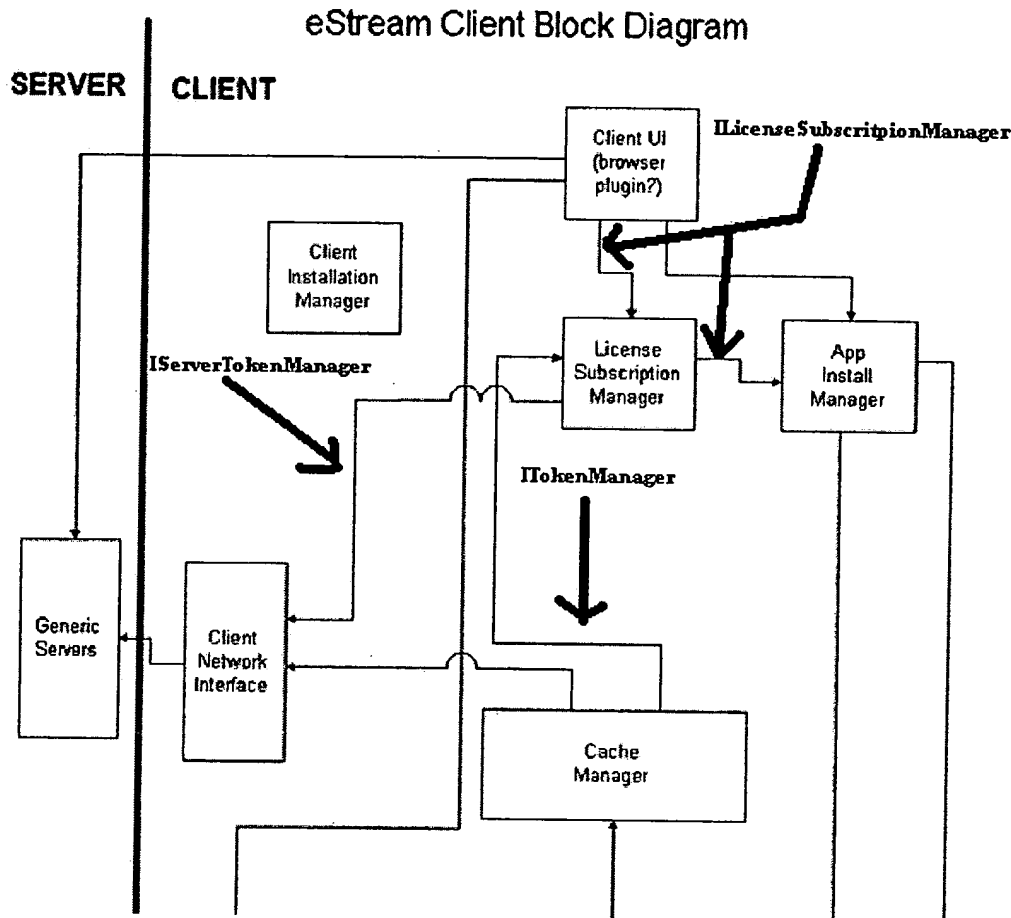 eStream Client Block Diagram
SERVER
CLIENT
Client UI
(browser
plugin?)
ILicenseSubscritpionManager
Client
Installation
Manager
IServerTokenManager
License
Subscription
Manager
App
Install
Manager
ITokenManager
Generic
Servers
Client
Network
Interface
Cache
Manager